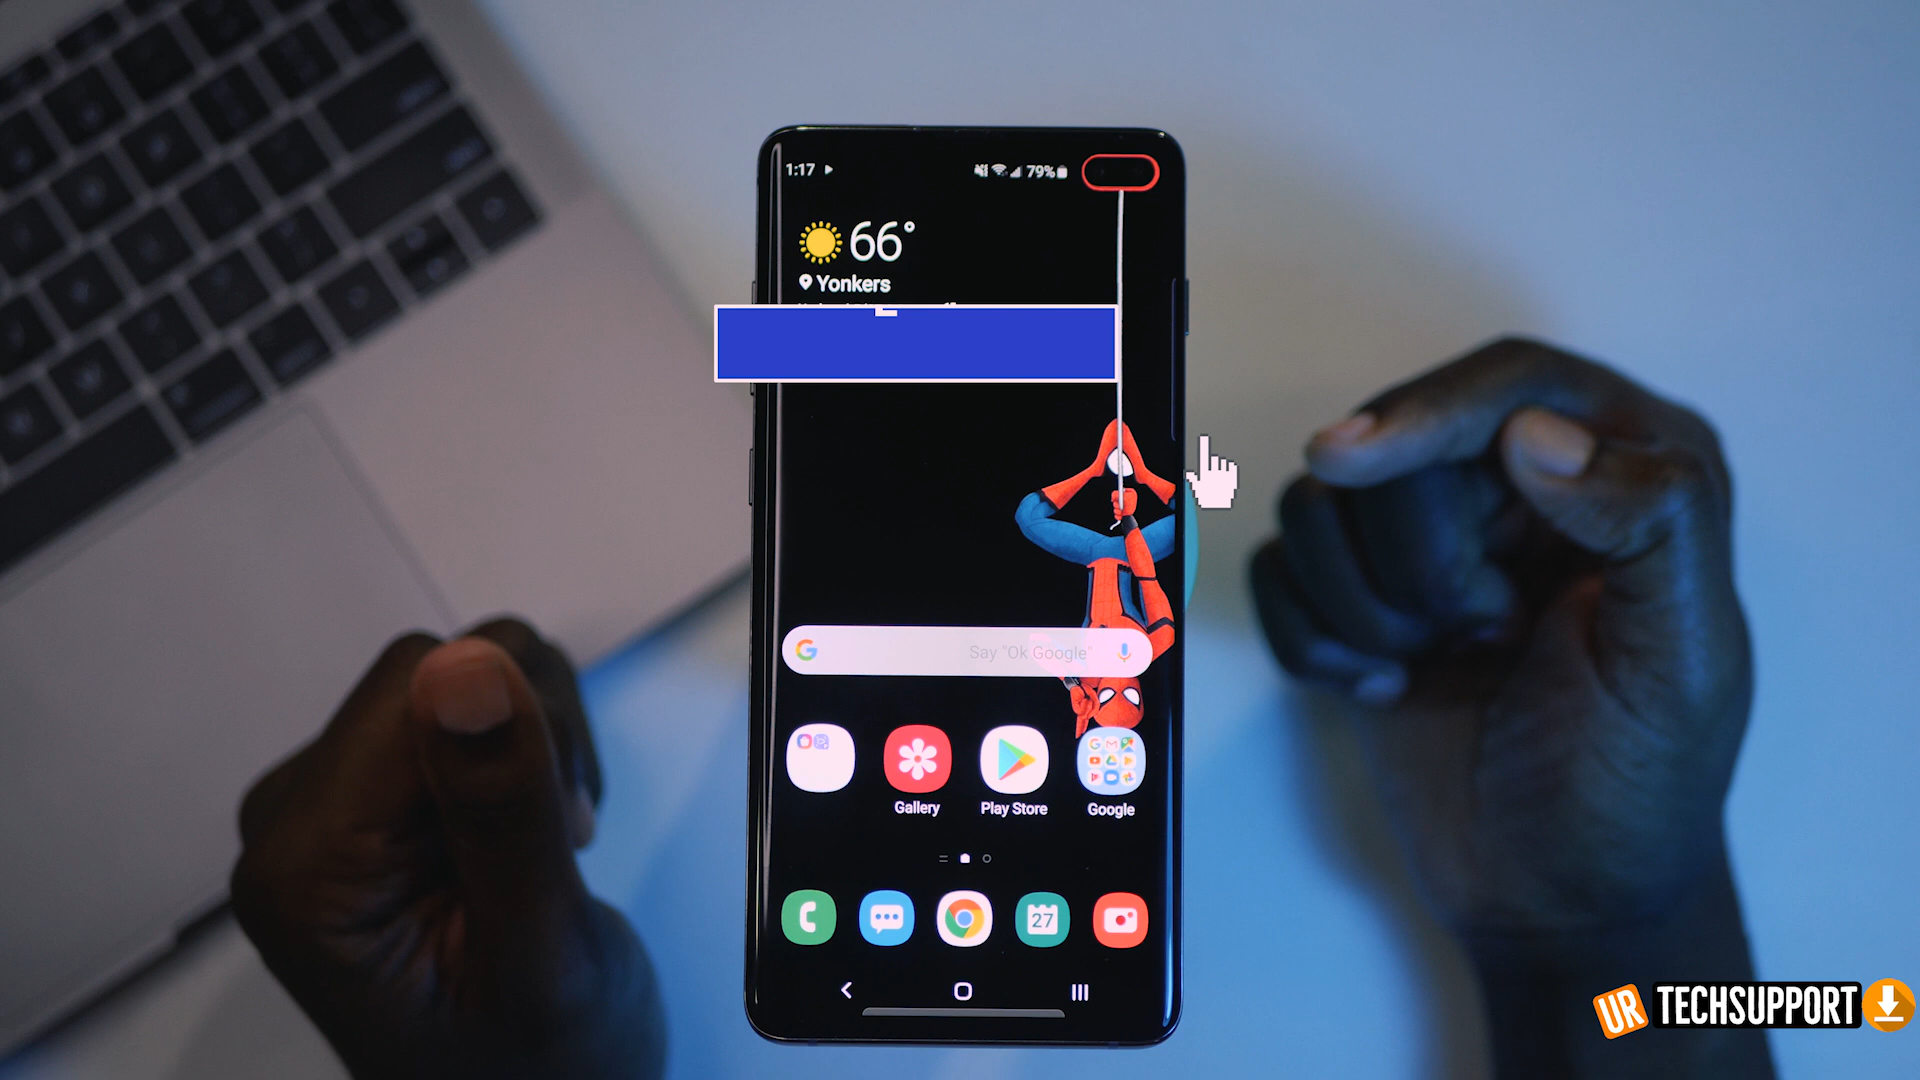 1:17
79%
66°
Yonkers
Say "Ok Google"
Gallery
Play Store
Google
27
UR TECHSUPPORT